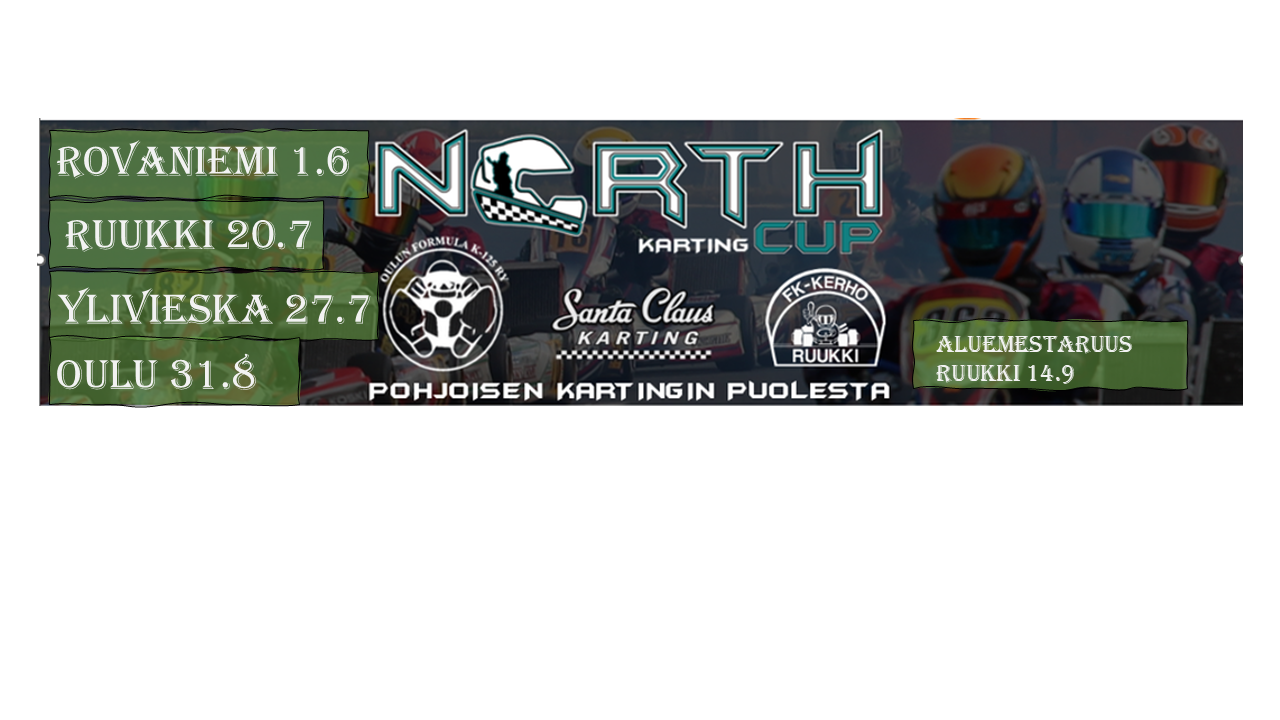 ROVANIEMI 1.6
RUUKKI 20.7
YLIVIESKA 27.7
OULU 31.8
NORTH
KARTING CUP
OULUN FORMULA K-125 RY
Santa Claus
KARTING
FK-KERHO
RUUKKI
POHJOISEN KARTINGIN PUOLESTA
ALUEMESTARUUS
RUUKKI 14.9